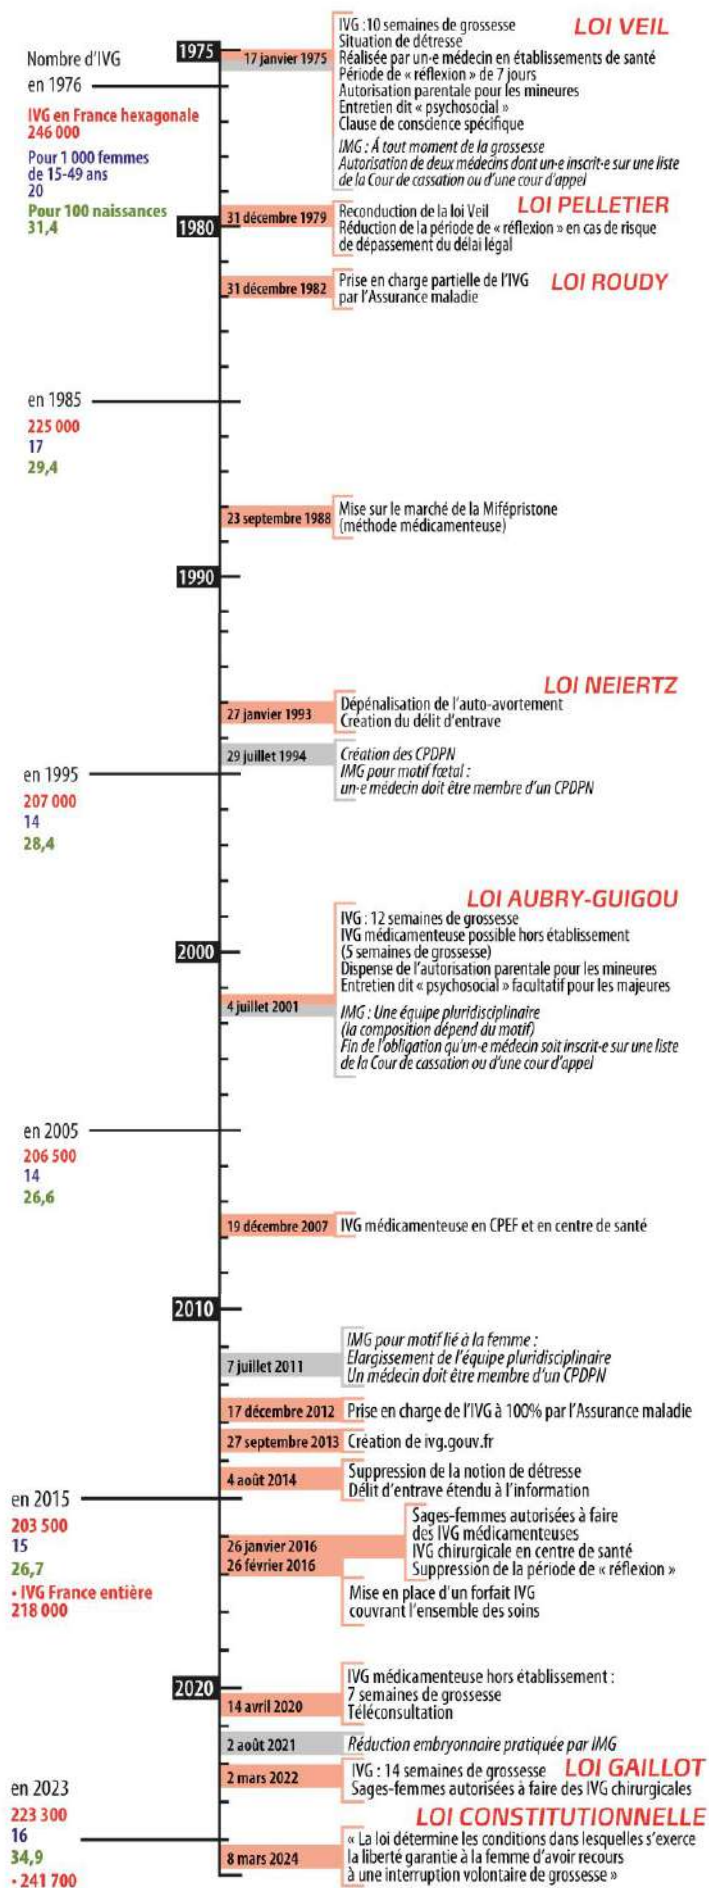 LOI VEIL
Nombre d'IVG
en 1976
IVG en France hexagonale
246 000
Pour 1 000 femmes
de 15-49 ans
20
Pour 100 naissances
31,4
1975
17 janvier 1975
IVG : 10 semaines de grossesse
Situation de détresse
Réalisée par un·e médecin en établissements de santé
Période de « réflexion » de 7 jours
Autorisation parentale pour les mineures
Entretien dit « psychosocial »
Clause de conscience spécifique
IMG : À tout moment de la grossesse
Autorisation de deux médecins dont un·e inscrit·e sur une liste
de la Cour de cassation ou d'une cour d'appel
LOI PELLETIER
31 décembre 1979
1980
Reconduction de la loi Veil
Réduction de la période de « réflexion » en cas de risque
de dépassement du délai légal
31 décembre 1982
Prise en charge partielle de l'IVG
par l'Assurance maladie
LOI ROUDY
en 1985
225 000
17
29,4
23 septembre 1988
Mise sur le marché de la Mifépristone
(méthode médicamenteuse)
1990
LOI NEIERTZ
27 janvier 1993
Dépénalisation de l'auto-avortement
Création du délit d'entrave
29 juillet 1994
Création des CPDPN
IMG pour motif fœtal :
un·e médecin doit être membre d'un CPDPN
en 1995
207 000
14
28,4
LOI AUBRY-GUIGOU
2000
4 juillet 2001
IVG : 12 semaines de grossesse
IVG médicamenteuse possible hors établissement
(5 semaines de grossesse)
Dispense de l'autorisation parentale pour les mineures
Entretien dit « psychosocial » facultatif pour les majeures
IMG : Une équipe pluridisciplinaire
(la composition dépend du motif)
Fin de l'obligation qu'un·e médecin soit inscrit·e sur une liste
de la Cour de cassation ou d'une cour d'appel
en 2005
206 500
14
26,6
19 décembre 2007
IVG médicamenteuse en CPEF et en centre de santé
2010
7 juillet 2011
IMG pour motif lié à la femme :
Elargissement de l'équipe pluridisciplinaire
Un médecin doit être membre d'un CPDPN
17 décembre 2012
Prise en charge de l'IVG à 100% par l'Assurance maladie
27 septembre 2013
Création de ivg.gouv.fr
4 août 2014
Suppression de la notion de détresse
Délit d'entrave étendu à l'information
en 2015
203 500
15
26,7
• IVG France entière
218 000
26 janvier 2016
26 février 2016
Sages-femmes autorisées à faire
des IVG médicamenteuses
IVG chirurgicale en centre de santé
Suppression de la période de « réflexion »
Mise en place d'un forfait IVG
couvrant l'ensemble des soins
2020
14 avril 2020
IVG médicamenteuse hors établissement :
7 semaines de grossesse
Téléconsultation
2 août 2021
Réduction embryonnaire pratiquée par IMG
2 mars 2022
IVG : 14 semaines de grossesse
LOI GAILLOT
Sages-femmes autorisées à faire des IVG chirurgicales
en 2023
223 300
16
34,9
• 241 700
LOI CONSTITUTIONNELLE
8 mars 2024
« La loi détermine les conditions dans lesquelles s'exerce
la liberté garantie à la femme d'avoir recours
à une interruption volontaire de grossesse »